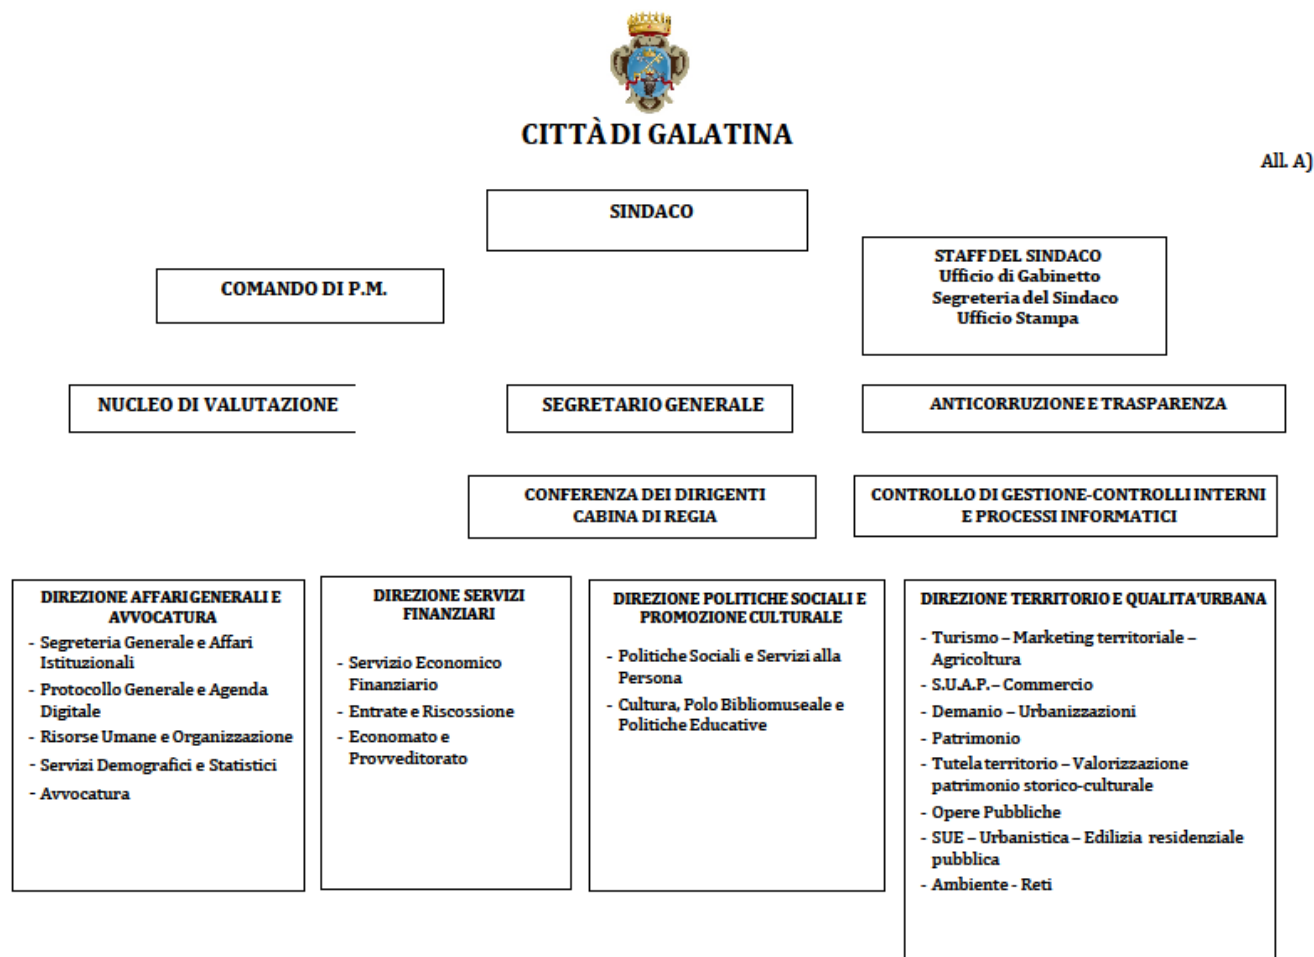 CITTÀ DI GALATINA
All. A)
SINDACO
STAFF DEL SINDACO
Ufficio di Gabinetto
Segreteria del Sindaco
Ufficio Stampa
COMANDO DI P.M.
NUCLEO DI VALUTAZIONE
SEGRETARIO GENERALE
ANTICORRUZIONE E TRASPARENZA
CONFERENZA DEI DIRIGENTI
CABINA DI REGIA
CONTROLLO DI GESTIONE-CONTROLLI INTERNI
E PROCESSI INFORMATICI
DIREZIONE AFFARI GENERALI E
AVVOCATURA
- Segreteria Generale e Affari
Istituzionali
- Protocollo Generale e Agenda
Digitale
- Risorse Umane e Organizzazione
- Servizi Demografici e Statistici
- Avvocatura
DIREZIONE SERVIZI
FINANZIARI
- Servizio Economico
Finanziario
- Entrate e Riscossione
- Economato e
Provveditorato
DIREZIONE POLITICHE SOCIALI E
PROMOZIONE CULTURALE
- Politiche Sociali e Servizi alla
Persona
- Cultura, Polo Bibliomuseale e
Politiche Educative
DIREZIONE TERRITORIO E QUALITA'URBANA
- Turismo – Marketing territoriale –
Agricoltura
- S.U.A.P. – Commercio
- Demanio – Urbanizzazioni
- Patrimonio
- Tutela territorio – Valorizzazione
patrimonio storico-culturale
- Opere Pubbliche
- SUE – Urbanistica – Edilizia residenziale
pubblica
- Ambiente - Reti